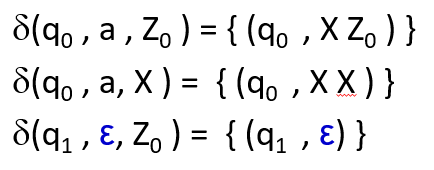 δ(q₀ , a , Z₀ ) = { (q₀ , X Z₀ ) }
δ(q₀ , a, X ) = { (q₀ , X X ) }
δ(q₁ , ε, Z₀ ) = { (q₁ , ε) }